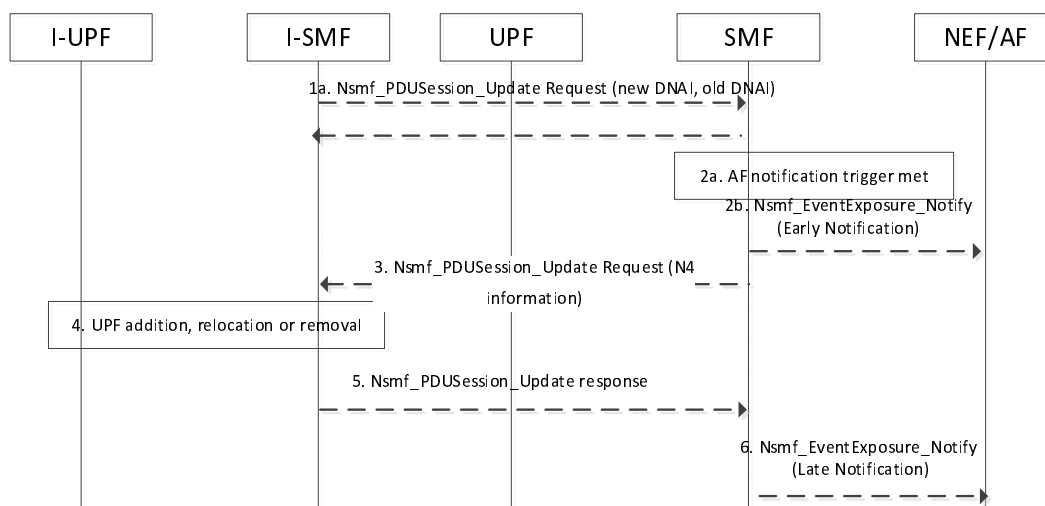 I-UPF
I-SMF
UPF
SMF
NEF/AF
1a. Nsmf_PDUSession_Update Request (new DNAI, old DNAI)
2a. AF notification trigger met
2b. Nsmf_EventExposure_Notify
(Early Notification)
3. Nsmf_PDUSession_Update Request (N4
information)
4. UPF addition, relocation or removal
5. Nsmf_PDUSession_Update response
6. Nsmf_EventExposure_Notify
(Late Notification)